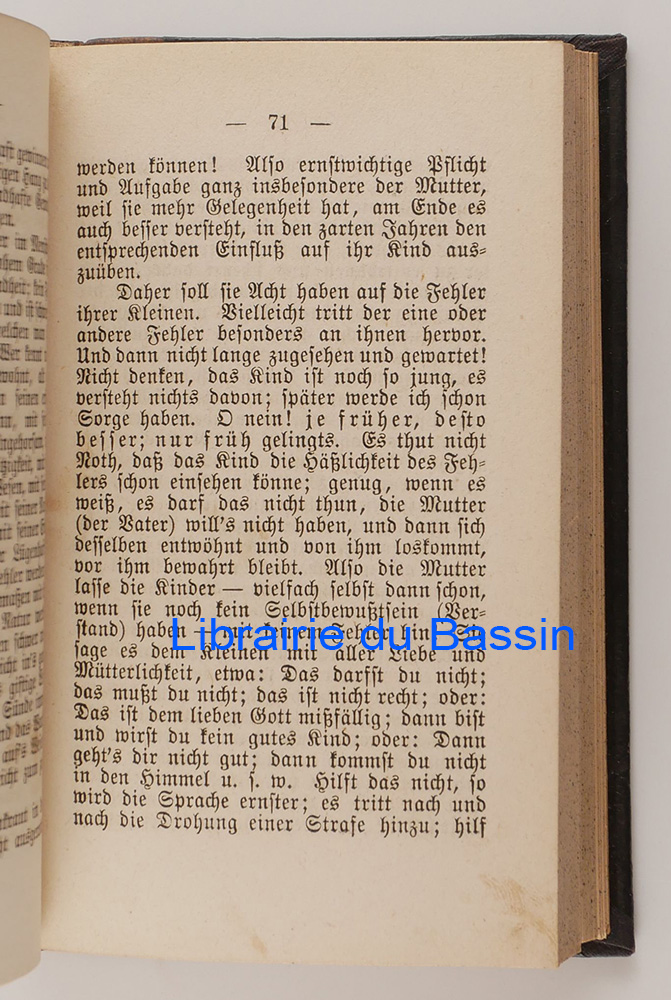 — 71 —
werden können! Also ernstwichtige Pflicht
und Aufgabe ganz insbesondere der Mutter,
weil sie mehr Gelegenheit hat, am Ende es
auch besser versteht, in den zarten Jahren den
entsprechenden Einfluß auf ihr Kind aus-
zuüben.
Daher soll sie Acht haben auf die Fehler
ihrer Kleinen. Vielleicht tritt der eine oder
andere Fehler besonders an ihnen hervor.
Und dann nicht lange zugesehen und gewartet!
Nicht denken, das Kind ist noch so jung, es
versteht nichts davon; später werde ich schon
Sorge haben. O nein! je früher, desto
besser; nur früh gelingts. Es thut nicht
Noth, daß das Kind die Häßlichkeit des Feh-
lers schon einsehen könne; genug, wenn es
weiß, es darf das nicht thun, die Mutter
(der Vater) will's nicht haben, und dann sich
desselben entwöhnt und von ihm loskommt,
vor ihm bewahrt bleibt. Also die Mutter
lasse die Kinder — vielfach selbst dann schon,
wenn sie noch kein Selbstbewußtsein (Ver-
stand) haben
Librairie du Bassin
sage es dem Kleinen mit aller Liebe und
Mütterlichkeit, etwa: Das darfst du nicht;
das mußt du nicht; das ist nicht recht; oder:
Das ist dem lieben Gott mißfällig; dann bist
und wirst du kein gutes Kind; oder: Dann
geht's dir nicht gut; dann kommst du nicht
in den Himmel u. s. w. Hilft das nicht, so
wird die Sprache ernster; es tritt nach und
nach die Drohung einer Strafe hinzu; hilf